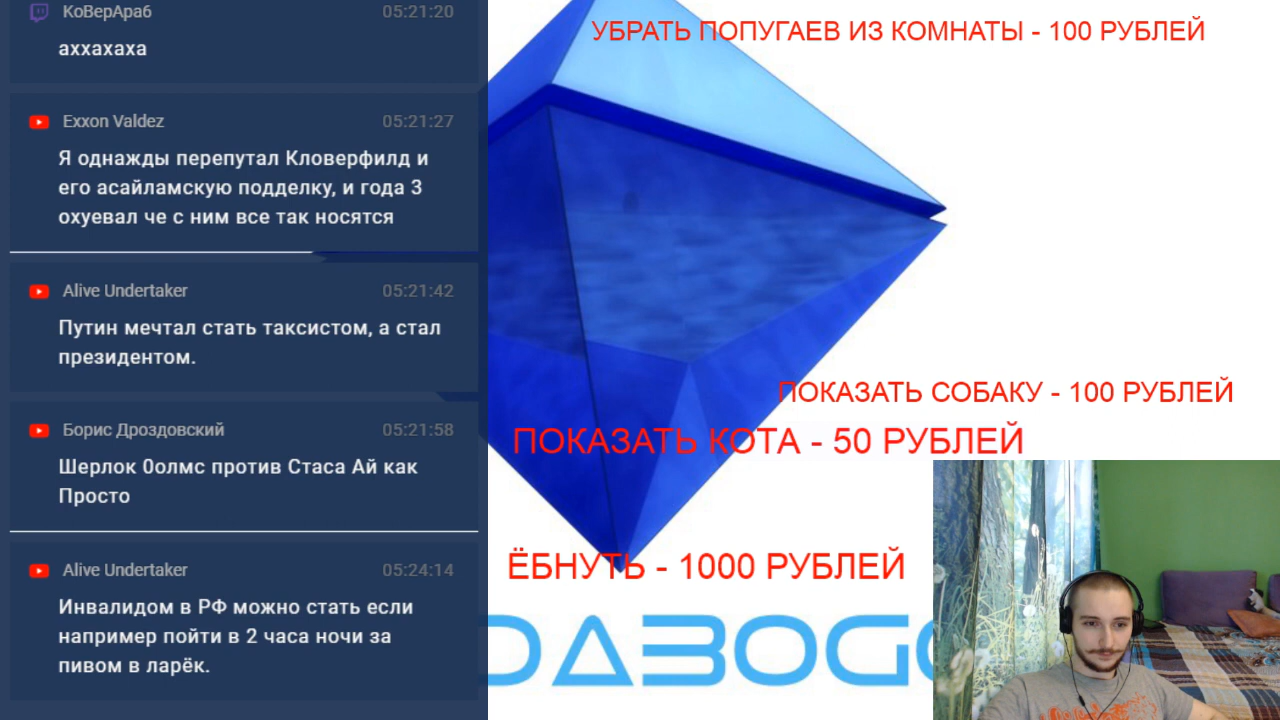 КоВерАра6 05:21:20
аххахаха
Exxon Valdez 05:21:27
Я однажды перепутал Кловерфилд и
его асайламскую подделку, и года 3
охуевал че с ним все так носятся
Alive Undertaker 05:21:42
Путин мечтал стать таксистом, а стал
президентом.
Борис Дроздовский 05:21:58
Шерлок 0олмс против Стаса Ай как
Просто
Alive Undertaker 05:24:14
Инвалидом в РФ можно стать если
например пойти в 2 часа ночи за
пивом в ларёк.
УБРАТЬ ПОПУГАЕВ ИЗ КОМНАТЫ - 100 РУБЛЕЙ
ПОКАЗАТЬ СОБАКУ - 100 РУБЛЕЙ
ПОКАЗАТЬ КОТА - 50 РУБЛЕЙ
ЁБНУТЬ - 1000 РУБЛЕЙ